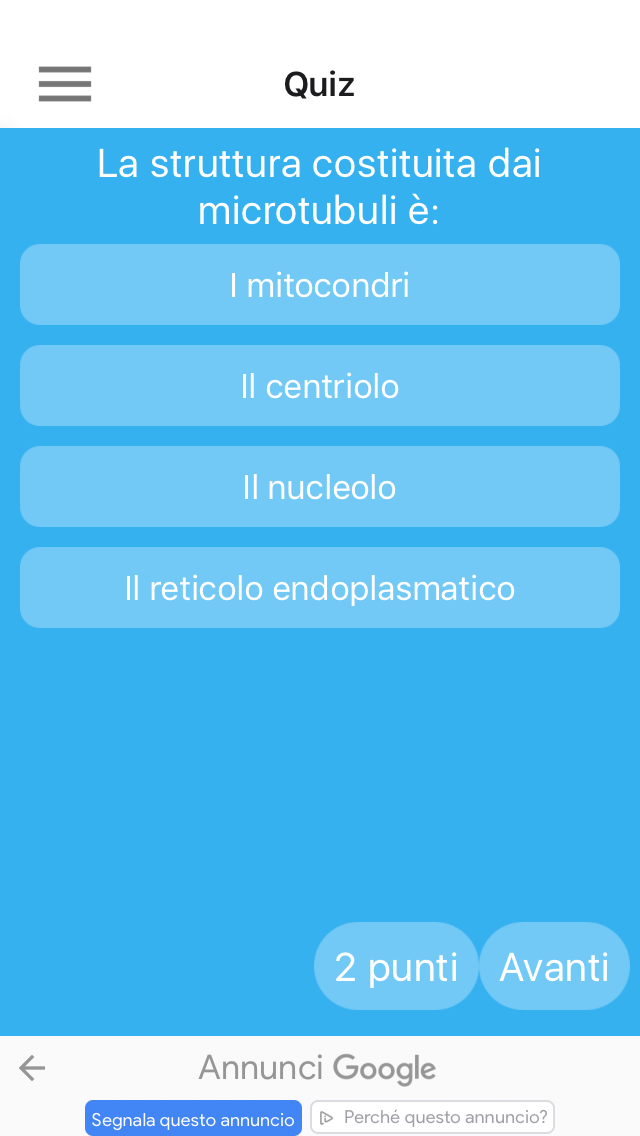 Quiz
La struttura costituita dai
microtubuli è:
I mitocondri
Il centriolo
Il nucleolo
Il reticolo endoplasmatico
2 punti
Avanti
Annunci Google
Segnala questo annuncio
Perché questo annuncio?